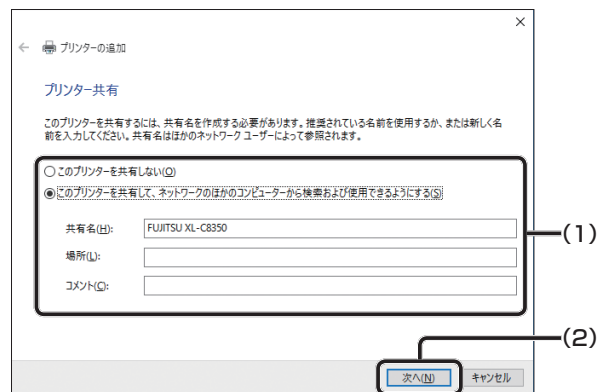 プリンターの追加
プリンター共有
このプリンターを共有するには、共有名を作成する必要があります。推奨されている名前を使用するか、または新しく名
前を入力してください。共有名はほかのネットワーク ユーザーによって参照されます。
このプリンターを共有しない(O)
このプリンターを共有して、ネットワークのほかのコンピューターから検索および使用できるようにする(S)
共有名(H): FUJITSU XL-C8350
(1)
場所(L):
コメント(C):
(2)
次へ(N) キャンセル